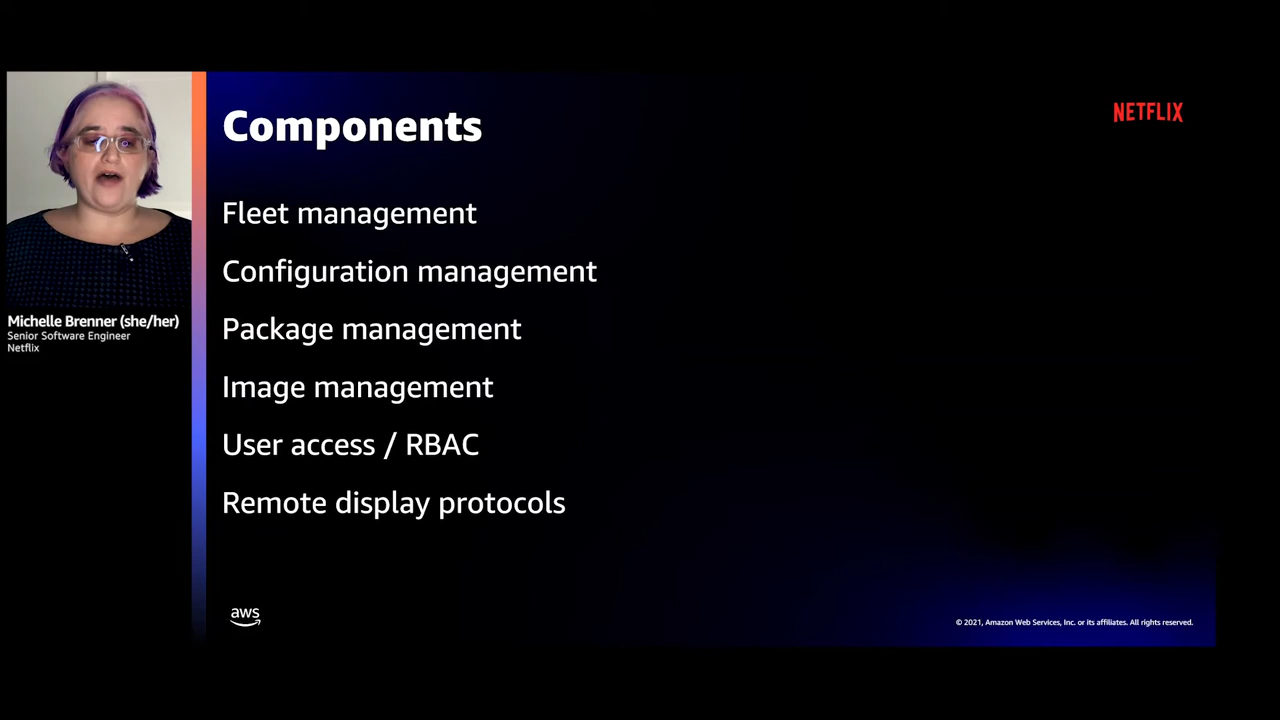 Components
NETFLIX
Fleet management
Configuration management
Package management
Image management
User access / RBAC
Remote display protocols
Michelle Brenner (she/her)
Senior Software Engineer
Netflix
aws
© 2021, Amazon Web Services, Inc. or its affiliates. All rights reserved.